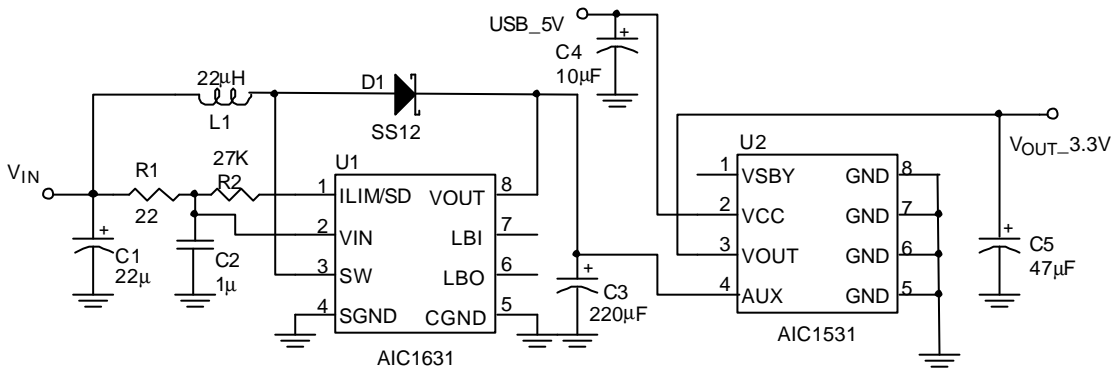 USB_5V
C4
10μF
+
22μH
L1
D1
SS12
VIN
R1
22
27K
R2
C1
22μ
+
C2
1μ
U1
1 ILIM/SD VOUT 8
2 VIN LBI 7
3 SW LBO 6
4 SGND CGND 5
AIC1631
+
C3
220μF
U2
1 VSBY GND 8
2 VCC GND 7
3 VOUT GND 6
4 AUX GND 5
AIC1531
VOUT_3.3V
+
C5
47μF